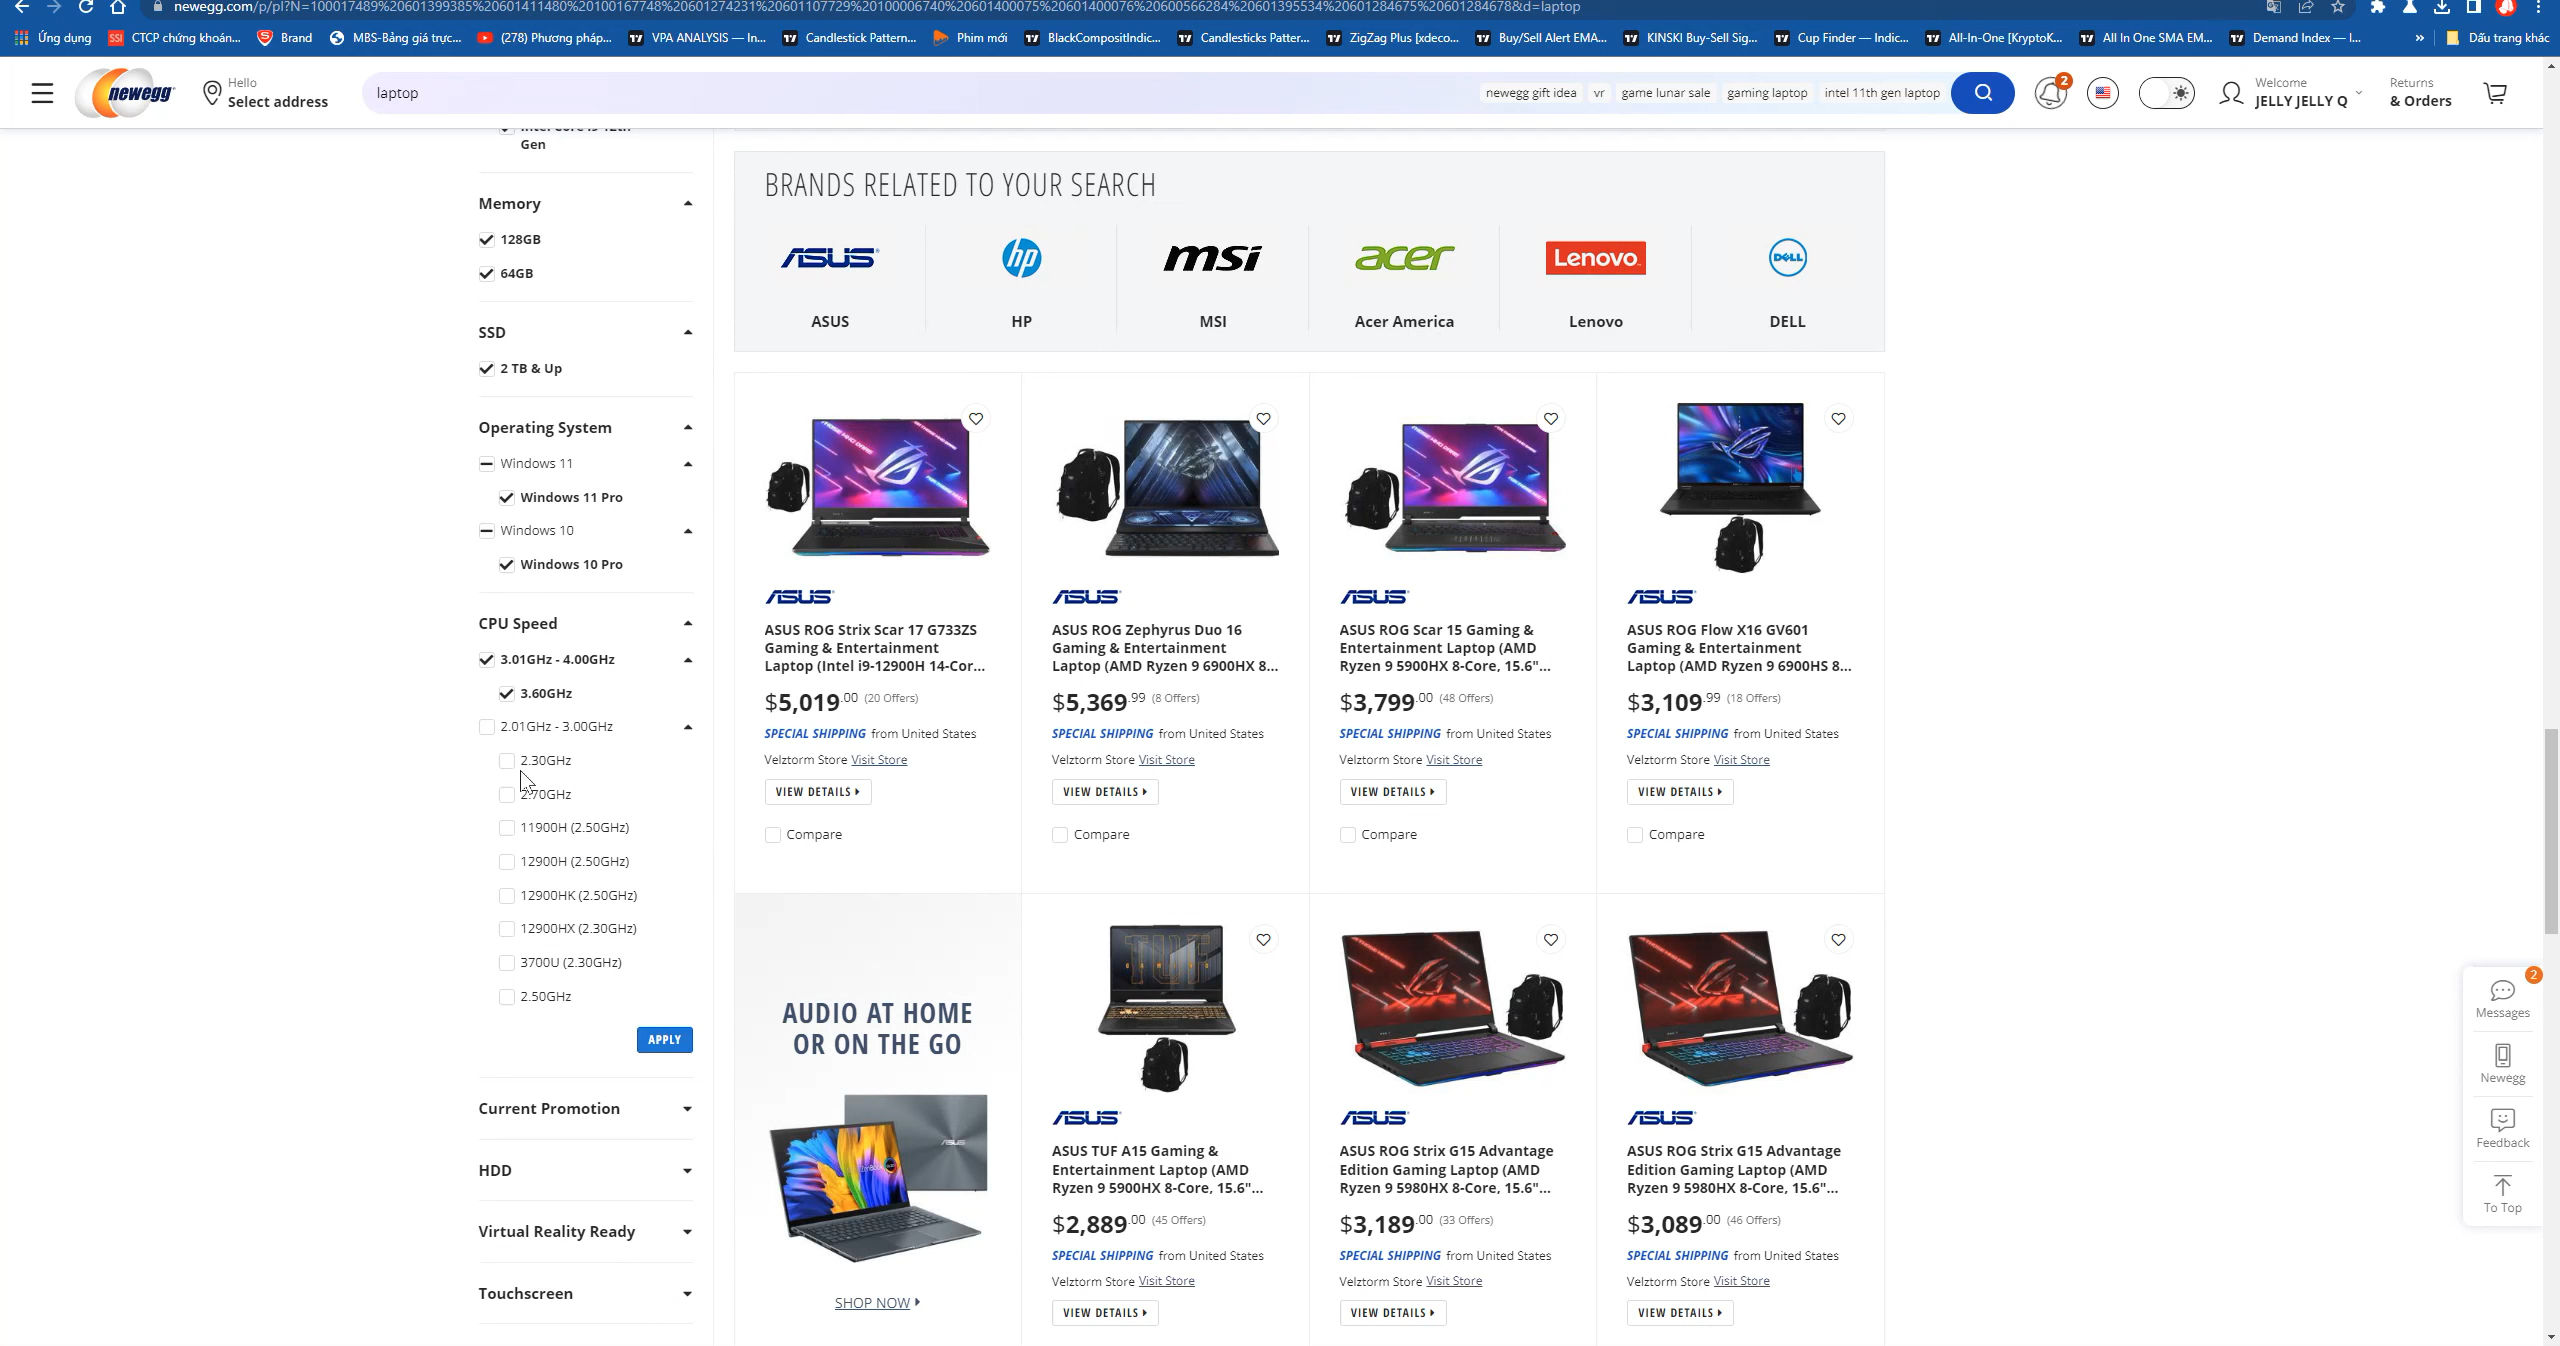 newegg.com/p/pl?N=100017489%20601399385%20601411480%20100167748%20601274231%20601107729%20100006740%20601400075%20601400076%20600566284%20601395534%20601284675%20601284678&d=laptop
Ứng dụng
SSI
CTCP chứng khoán...
Brand
MBS-Bảng giá trực...
(278) Phương pháp...
VPA ANALYSIS — In...
Candlestick Pattern...
Phim mới
BlackCompositIndic...
Candlesticks Patter...
ZigZag Plus [xdeco...
Buy/Sell Alert EMA...
KINSKI Buy-Sell Sig...
Cup Finder — Indic...
All-In-One [KryptoK...
All In One SMA EM...
Demand Index — I...
»
Dấu trang khác
newegg
Hello
Select address
laptop
newegg gift idea
vr
game lunar sale
gaming laptop
intel 11th gen laptop
2
Welcome
JELLY JELLY Q
Returns
& Orders
Intel Core i9 12th
Gen
Memory
128GB
64GB
SSD
2 TB & Up
Operating System
Windows 11
Windows 11 Pro
Windows 10
Windows 10 Pro
CPU Speed
3.01GHz - 4.00GHz
3.60GHz
2.01GHz - 3.00GHz
2.30GHz
2.70GHz
11900H (2.50GHz)
12900H (2.50GHz)
12900HK (2.50GHz)
12900HX (2.30GHz)
3700U (2.30GHz)
2.50GHz
APPLY
Current Promotion
HDD
Virtual Reality Ready
Touchscreen
BRANDS RELATED TO YOUR SEARCH
ASUS
hp
msi
acer
Lenovo
DELL
ASUS
HP
MSI
Acer America
Lenovo
DELL
ASUS
ASUS ROG Strix Scar 17 G733ZS
Gaming & Entertainment
Laptop (Intel i9-12900H 14-Cor...
$5,019.00 (20 Offers)
SPECIAL SHIPPING from United States
Velztorm Store Visit Store
VIEW DETAILS
Compare
ASUS
ASUS ROG Zephyrus Duo 16
Gaming & Entertainment
Laptop (AMD Ryzen 9 6900HX 8...
$5,369.99 (8 Offers)
SPECIAL SHIPPING from United States
Velztorm Store Visit Store
VIEW DETAILS
Compare
ASUS
ASUS ROG Scar 15 Gaming &
Entertainment Laptop (AMD
Ryzen 9 5900HX 8-Core, 15.6"...
$3,799.00 (48 Offers)
SPECIAL SHIPPING from United States
Velztorm Store Visit Store
VIEW DETAILS
Compare
ASUS
ASUS ROG Flow X16 GV601
Gaming & Entertainment
Laptop (AMD Ryzen 9 6900HS 8...
$3,109.99 (18 Offers)
SPECIAL SHIPPING from United States
Velztorm Store Visit Store
VIEW DETAILS
Compare
AUDIO AT HOME
OR ON THE GO
SHOP NOW
TUF
GAMING
ASUS
ASUS TUF A15 Gaming &
Entertainment Laptop (AMD
Ryzen 9 5900HX 8-Core, 15.6"...
$2,889.00 (45 Offers)
SPECIAL SHIPPING from United States
Velztorm Store Visit Store
VIEW DETAILS
ASUS
ASUS ROG Strix G15 Advantage
Edition Gaming Laptop (AMD
Ryzen 9 5980HX 8-Core, 15.6"...
$3,189.00 (33 Offers)
SPECIAL SHIPPING from United States
Velztorm Store Visit Store
VIEW DETAILS
ASUS
ASUS ROG Strix G15 Advantage
Edition Gaming Laptop (AMD
Ryzen 9 5980HX 8-Core, 15.6"...
$3,089.00 (46 Offers)
SPECIAL SHIPPING from United States
Velztorm Store Visit Store
VIEW DETAILS
2
Messages
Newegg
Feedback
To Top